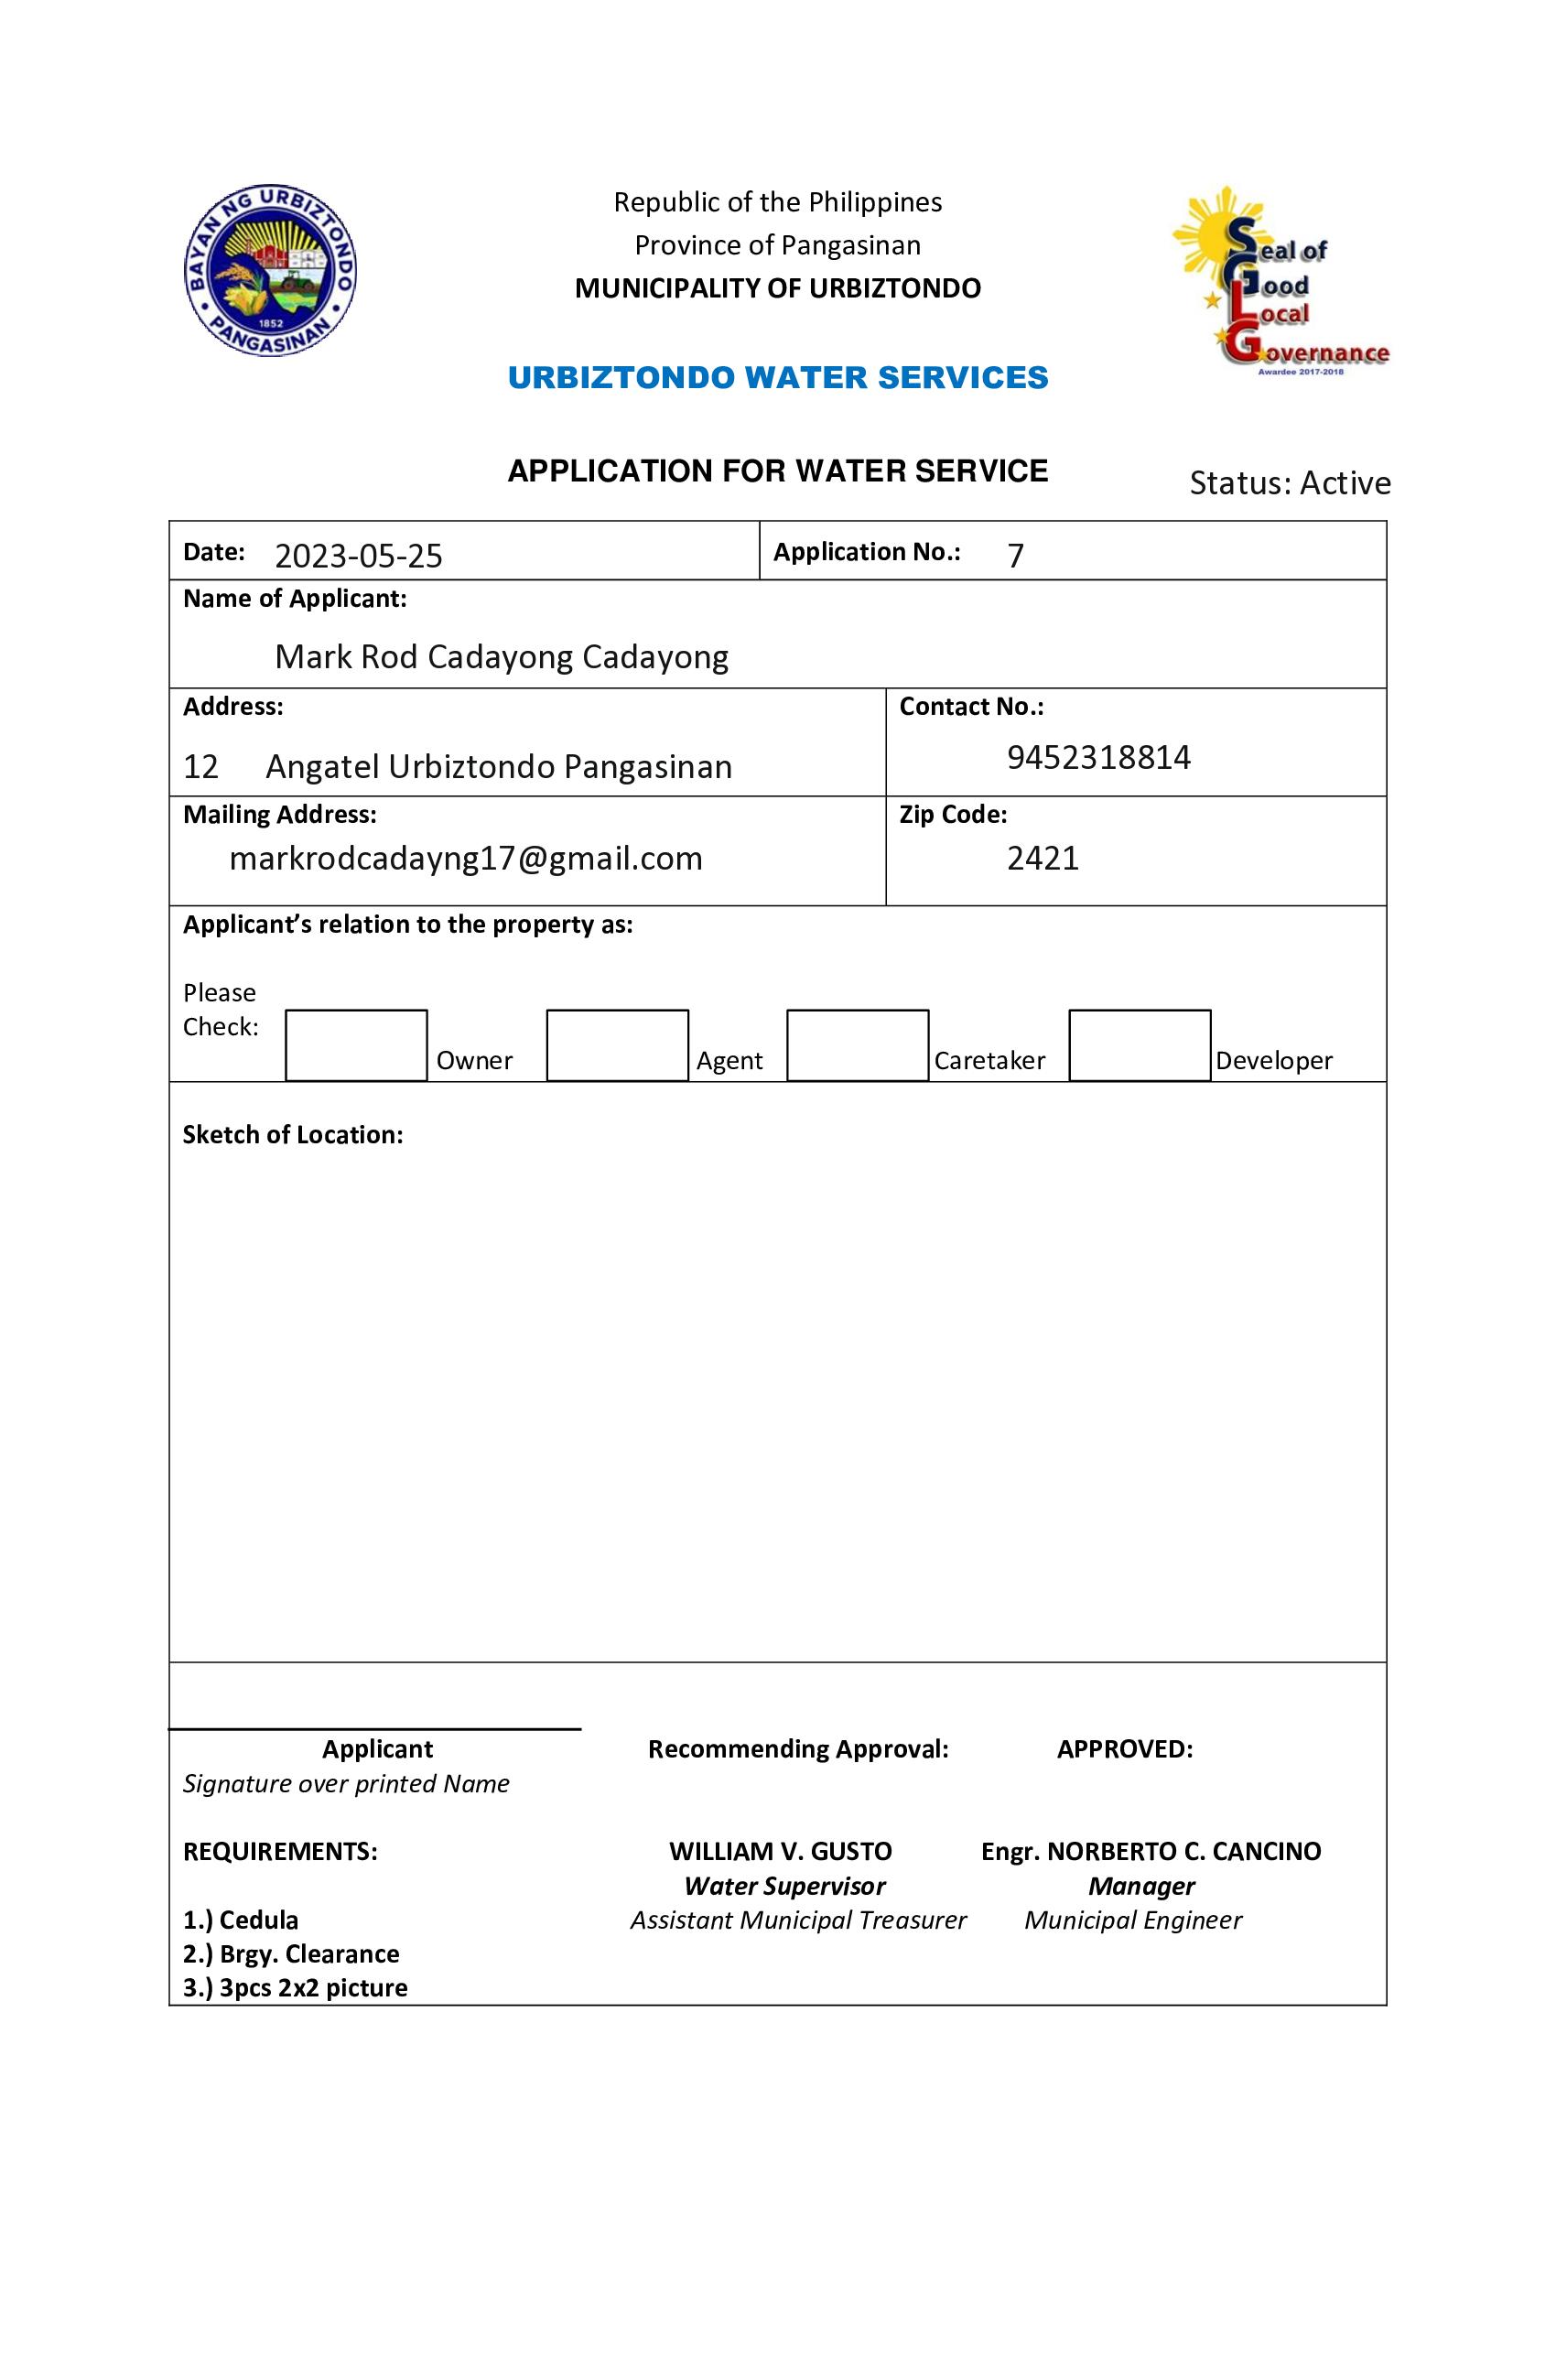 BAYAN NG URBIZTONDO
1852
PANGASINAN
Republic of the Philippines
Province of Pangasinan
MUNICIPALITY OF URBIZTONDO
Seal of
Good
Local
Governance
Awardee 2017-2018
URBIZTONDO WATER SERVICES
APPLICATION FOR WATER SERVICE
Status: Active
Date: 2023-05-25 Application No.: 7
Name of Applicant:
Mark Rod Cadayong Cadayong
Address: Contact No.:
12 Angatel Urbiztondo Pangasinan 9452318814
Mailing Address: Zip Code:
markrodcadayng17@gmail.com 2421
Applicant’s relation to the property as:
Please
Check:
Owner Agent Caretaker Developer
Sketch of Location:
Applicant Recommending Approval: APPROVED:
Signature over printed Name
REQUIREMENTS: WILLIAM V. GUSTO Engr. NORBERTO C. CANCINO
Water Supervisor Manager
1.) Cedula Assistant Municipal Treasurer Municipal Engineer
2.) Brgy. Clearance
3.) 3pcs 2x2 picture